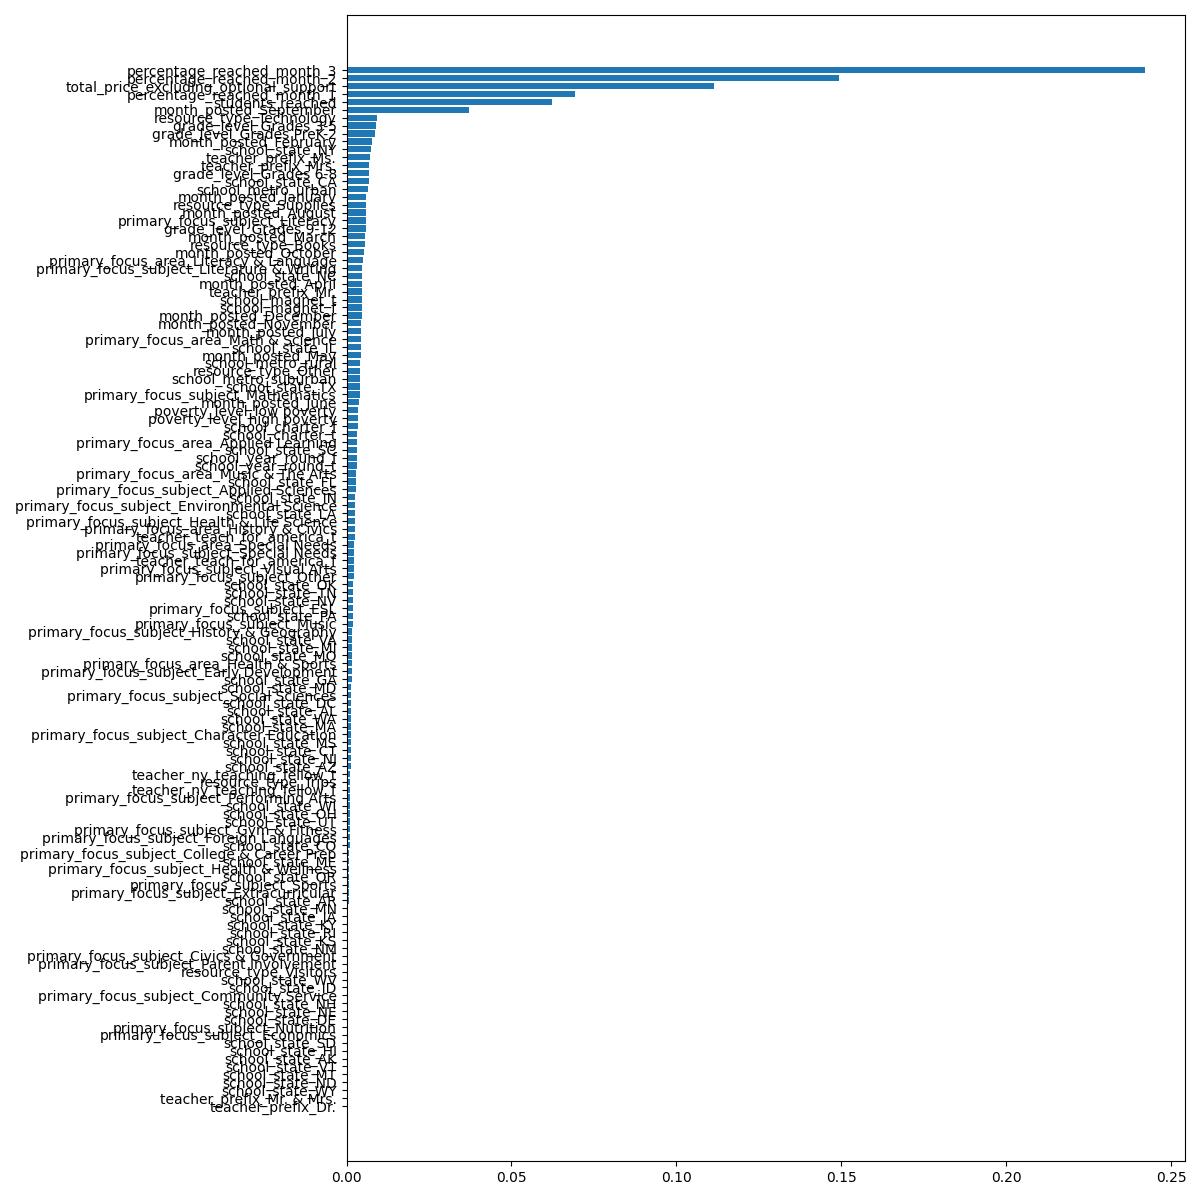 percentage_reached_month_3
percentage_reached_month_2
total_price_excluding_optional_support
percentage_reached_month_1
students_reached
month_posted_September
resource_type_Technology
grade_level_Grades 3-5
grade_level_Grades PreK-2
month_posted_February
school_state_NY
teacher_prefix_Ms.
teacher_prefix_Mrs.
grade_level_Grades 6-8
school_state_CA
school_metro_urban
month_posted_January
resource_type_Supplies
month_posted_August
primary_focus_subject_Literacy
grade_level_Grades 9-12
month_posted_March
resource_type_Books
month_posted_October
primary_focus_area_Literacy & Language
primary_focus_subject_Literature & Writing
school_state_NC
month_posted_April
teacher_prefix_Mr.
school_magnet_t
school_magnet_f
month_posted_December
month_posted_November
month_posted_July
primary_focus_area_Math & Science
school_state_IL
month_posted_May
school_metro_rural
resource_type_Other
school_metro_suburban
school_state_TX
primary_focus_subject_Mathematics
month_posted_June
poverty_level_low poverty
poverty_level_high poverty
school_charter_f
school_charter_t
primary_focus_area_Applied Learning
school_state_SC
school_year_round_f
school_year_round_t
primary_focus_area_Music & The Arts
school_state_FL
primary_focus_subject_Applied Sciences
school_state_IN
primary_focus_subject_Environmental Science
school_state_LA
primary_focus_subject_Health & Life Science
primary_focus_area_History & Civics
teacher_teach_for_america_t
primary_focus_area_Special Needs
primary_focus_subject_Special Needs
teacher_teach_for_america_f
primary_focus_subject_Visual Arts
primary_focus_subject_Other
school_state_OK
school_state_TN
school_state_NV
primary_focus_subject_ESL
school_state_PA
primary_focus_subject_Music
primary_focus_subject_History & Geography
school_state_VA
school_state_MI
school_state_MO
primary_focus_area_Health & Sports
primary_focus_subject_Early Development
school_state_GA
school_state_MD
primary_focus_subject_Social Sciences
school_state_DC
school_state_AL
school_state_WA
school_state_MA
primary_focus_subject_Character Education
school_state_MS
school_state_CT
school_state_NJ
school_state_AZ
teacher_ny_teaching_fellow_t
resource_type_Trips
teacher_ny_teaching_fellow_f
primary_focus_subject_Performing Arts
school_state_WI
school_state_OH
school_state_UT
primary_focus_subject_Gym & Fitness
primary_focus_subject_Foreign Languages
school_state_CO
primary_focus_subject_College & Career Prep
school_state_ME
primary_focus_subject_Health & Wellness
school_state_OR
primary_focus_subject_Sports
primary_focus_subject_Extracurricular
school_state_AR
school_state_MN
school_state_IA
school_state_KY
school_state_RI
school_state_KS
school_state_NM
primary_focus_subject_Civics & Government
primary_focus_subject_Parent Involvement
resource_type_Visitors
school_state_WV
school_state_ID
primary_focus_subject_Community Service
school_state_NH
school_state_NE
school_state_DE
primary_focus_subject_Nutrition
primary_focus_subject_Economics
school_state_SD
school_state_HI
school_state_AK
school_state_VT
school_state_MT
school_state_ND
school_state_WY
teacher_prefix_Mr. & Mrs.
teacher_prefix_Dr.
0.00 0.05 0.10 0.15 0.20 0.25